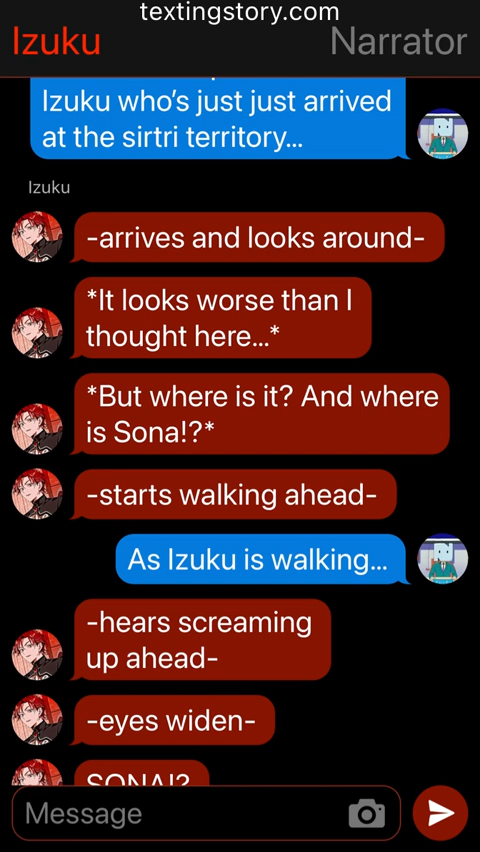 textingstory.com
Izuku
Narrator
Izuku who's just just arrived
at the sirtri territory...
Izuku
-arrives and looks around-
*It looks worse than I
thought here...*
*But where is it? And where
is Sona!?*
-starts walking ahead-
As Izuku is walking...
-hears screaming
up ahead-
-eyes widen-
SONA!?
Message